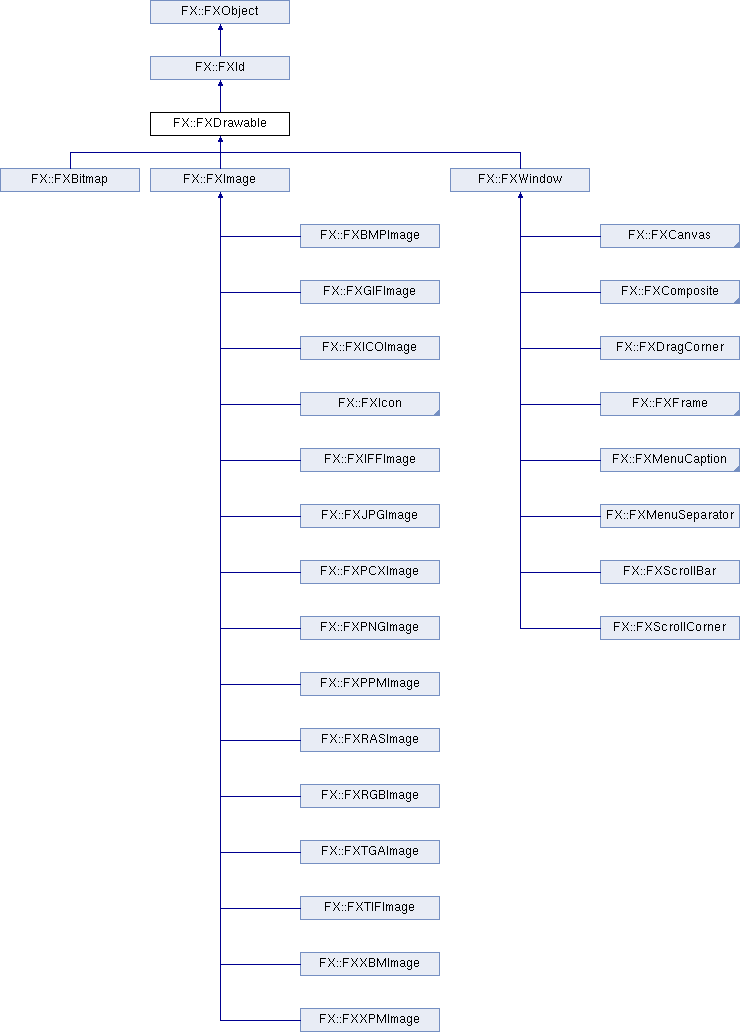 FX::FXObject
FX::FXId
FX::FXDrawable
FX::FXBitmap
FX::FXImage
FX::FXWindow
FX::FXBMPImage
FX::FXCanvas
FX::FXGIFImage
FX::FXComposite
FX::FXICOImage
FX::FXDragCorner
FX::FXIcon
FX::FXFrame
FX::FXIFFImage
FX::FXMenuCaption
FX::FXJPGImage
FX::FXMenuSeparator
FX::FXPCXImage
FX::FXScrollBar
FX::FXPNGImage
FX::FXScrollCorner
FX::FXPPMImage
FX::FXRASImage
FX::FXRGBImage
FX::FXTGAImage
FX::FXTIFImage
FX::FXXBMImage
FX::FXXPMImage